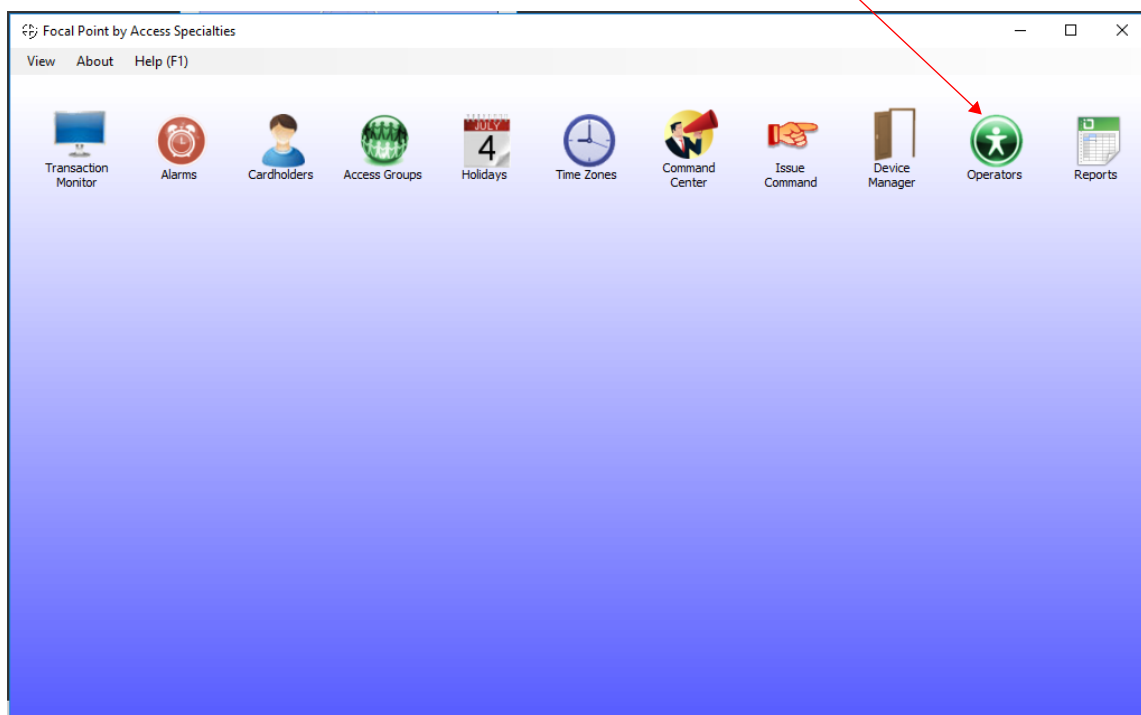 Focal Point by Access Specialties
View About Help (F1)
JULY
4
Transaction
Monitor
Alarms
Cardholders
Access Groups
Holidays
Time Zones
Command
Center
Issue
Command
Device
Manager
Operators
Reports